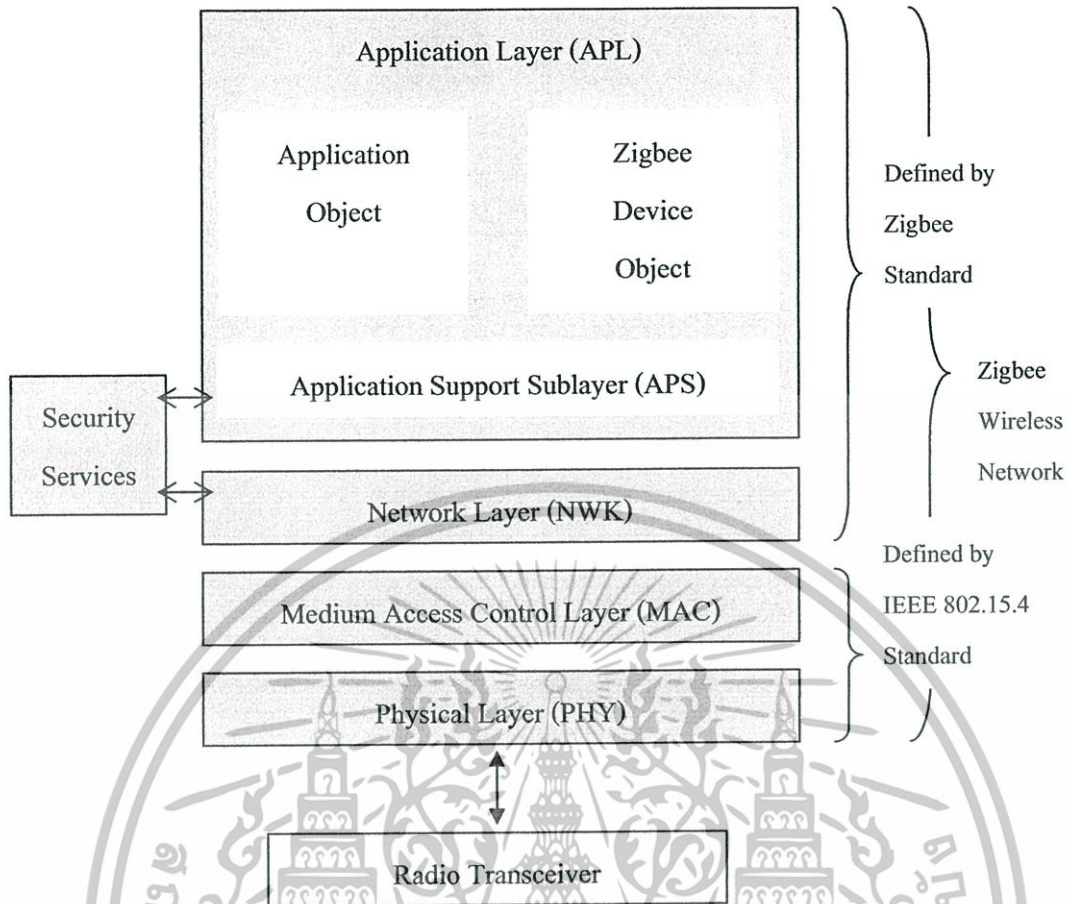 Application Layer (APL)
Application
Object
Zigbee
Device
Object
Application Support Sublayer (APS)
Security
Services
Network Layer (NWK)
Medium Access Control Layer (MAC)
Physical Layer (PHY)
Radio Transceiver
Defined by
Zigbee
Standard
Zigbee
Wireless
Network
Defined by
IEEE 802.15.4
Standard